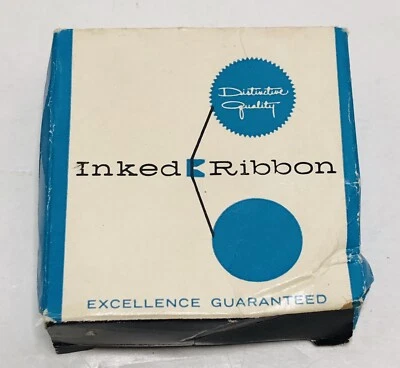 Distinctive
Quality
Inked Ribbon
EXCELLENCE GUARANTEED